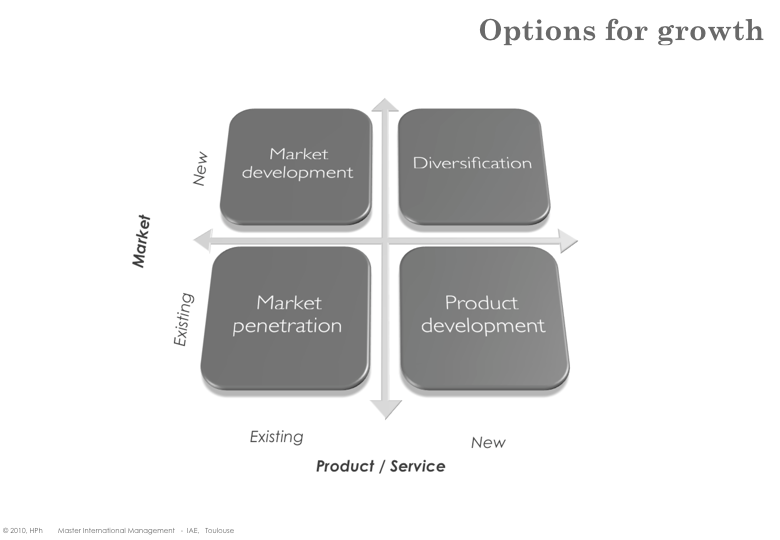 Options for growth
New
Market
development
Diversification
Market
Existing
Market
penetration
Product
development
Existing
New
Product / Service
© 2010, HPh Master International Management - IAE, Toulouse